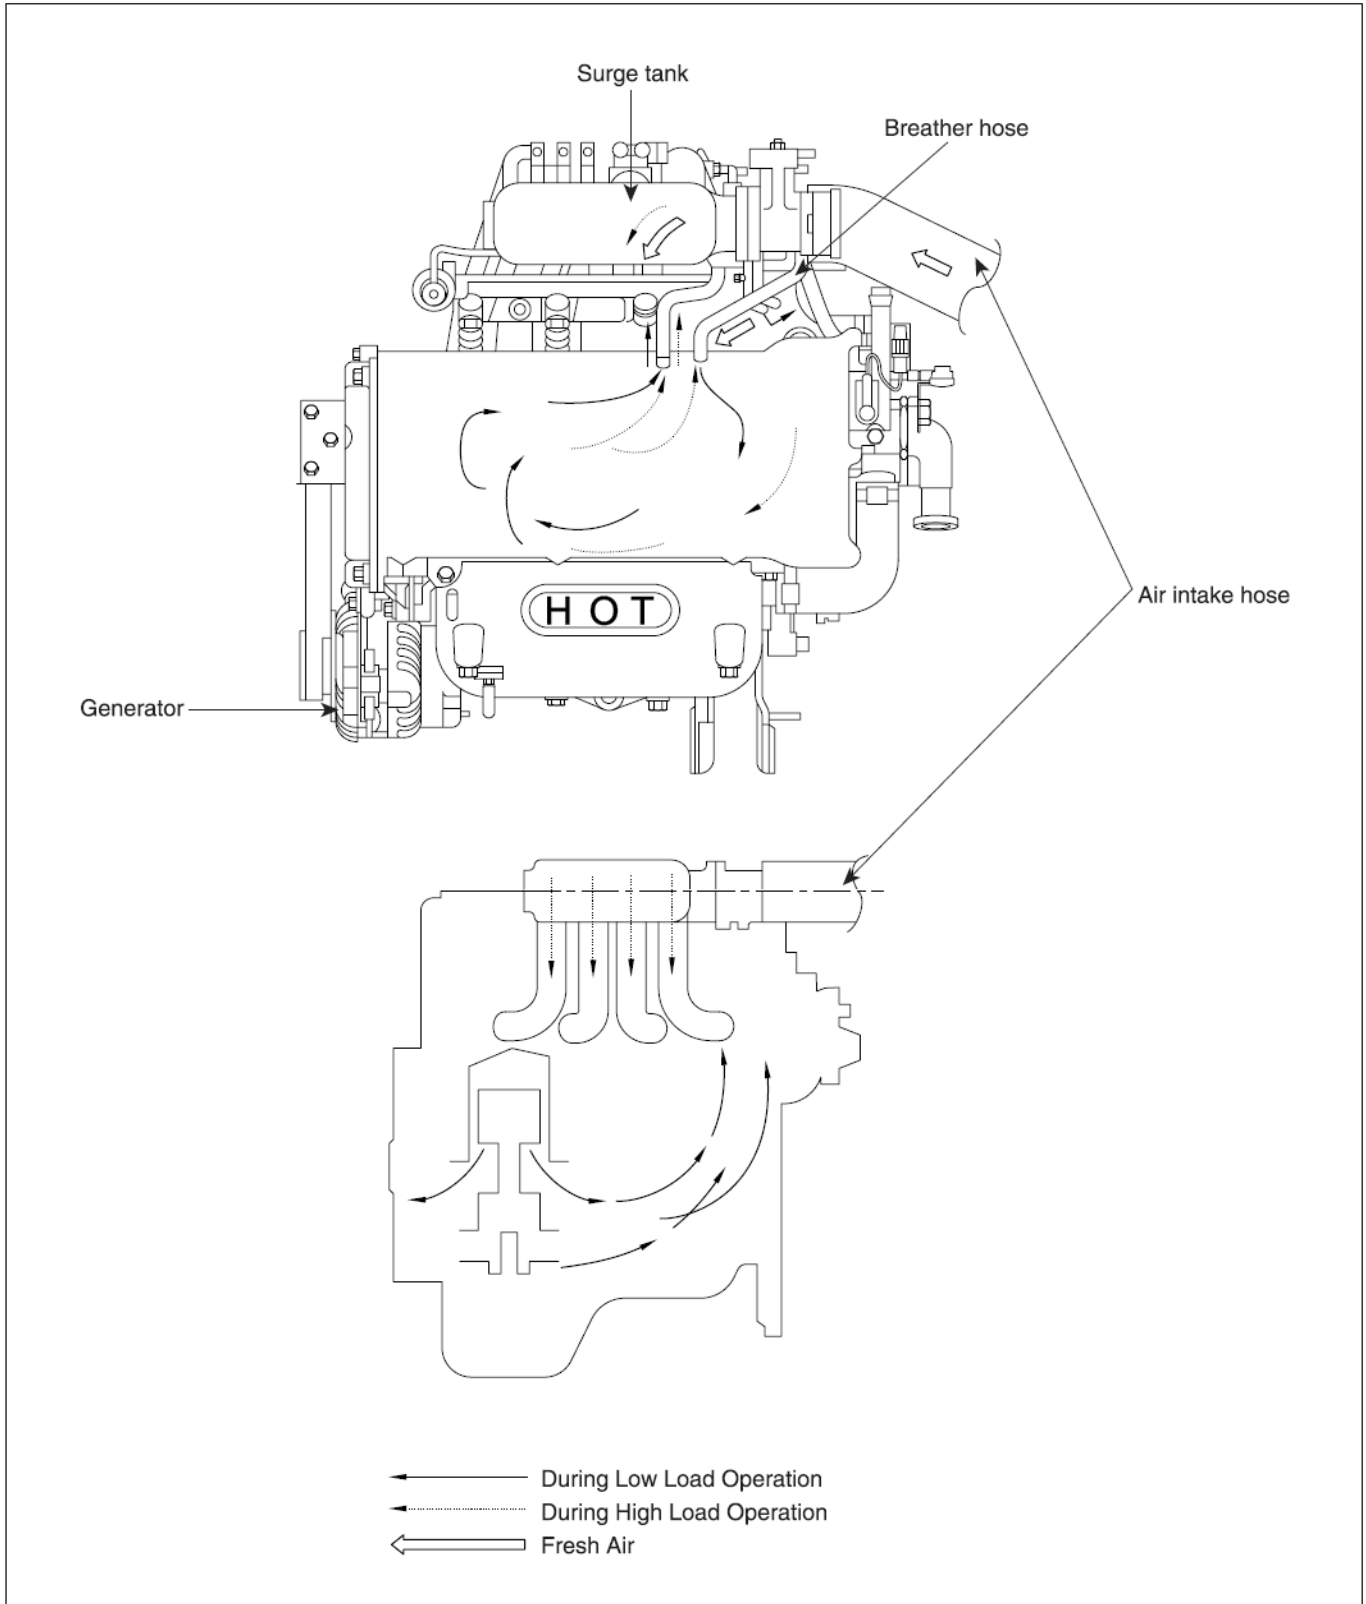 Surge tank
Breather hose
Air intake hose
HOT
Generator
During Low Load Operation
During High Load Operation
Fresh Air